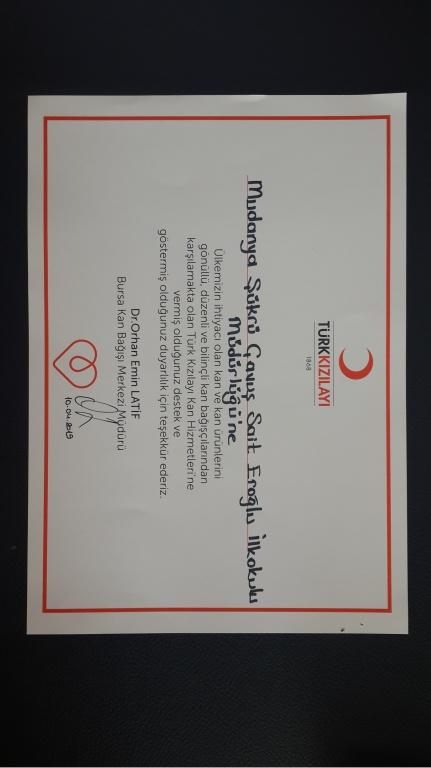 TÜRKKIZILAYI
1868
Mudanya Şükrü Çavuş Sait Eroğlu İlkokulu
Müdürlüğü'ne
Ülkemizin ihtiyacı olan kan ve kan ürünlerini
gönüllü, düzenli ve bilinçli kan bağışçılarından
karşılamakta olan Türk Kızılayı Kan Hizmetleri'ne
vermiş olduğunuz destek ve
göstermiş olduğunuz duyarlılık için teşekkür ederiz.
Dr.Orhan Emin LATİF
Bursa Kan Bağışı Merkezi Müdürü
10.04.2019